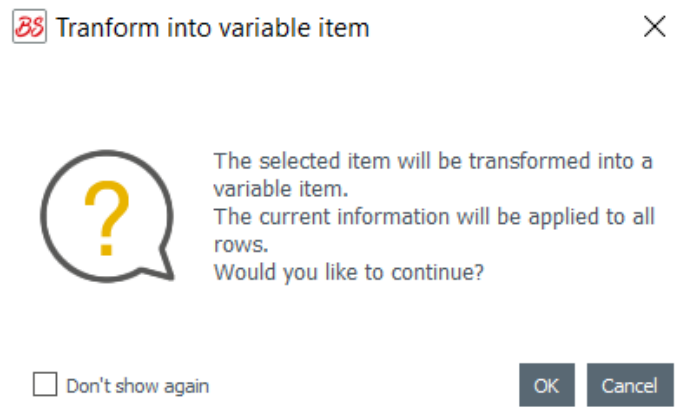 BS Tranform into variable item
The selected item will be transformed into a
variable item.
The current information will be applied to all
rows.
Would you like to continue?
Don't show again
OK
Cancel